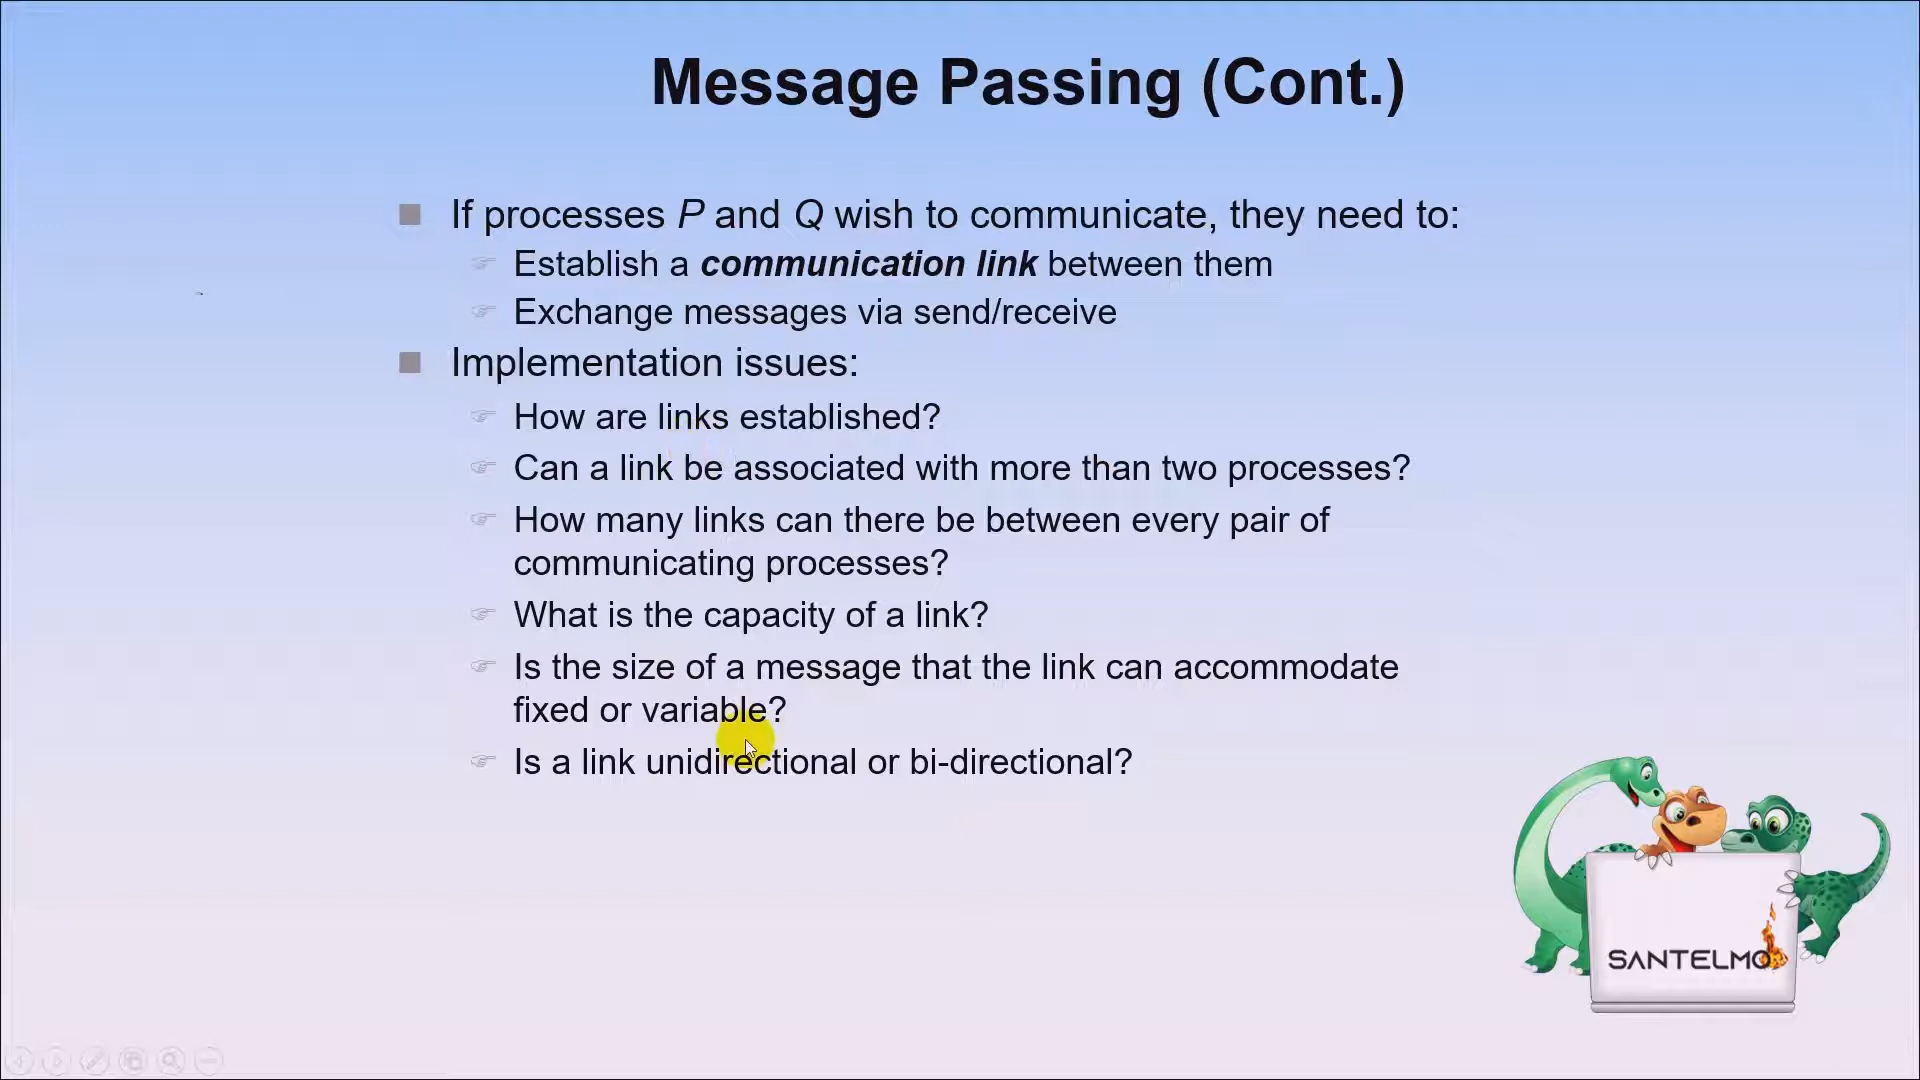 Message Passing (Cont.)
If processes P and Q wish to communicate, they need to:
Establish a communication link between them
Exchange messages via send/receive
Implementation issues:
How are links established?
Can a link be associated with more than two processes?
How many links can there be between every pair of
communicating processes?
What is the capacity of a link?
Is the size of a message that the link can accommodate
fixed or variable?
Is a link unidirectional or bi-directional?
SANTELMO